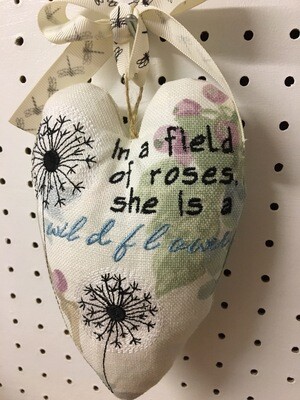 In a field
of roses,
she is a
wildflower